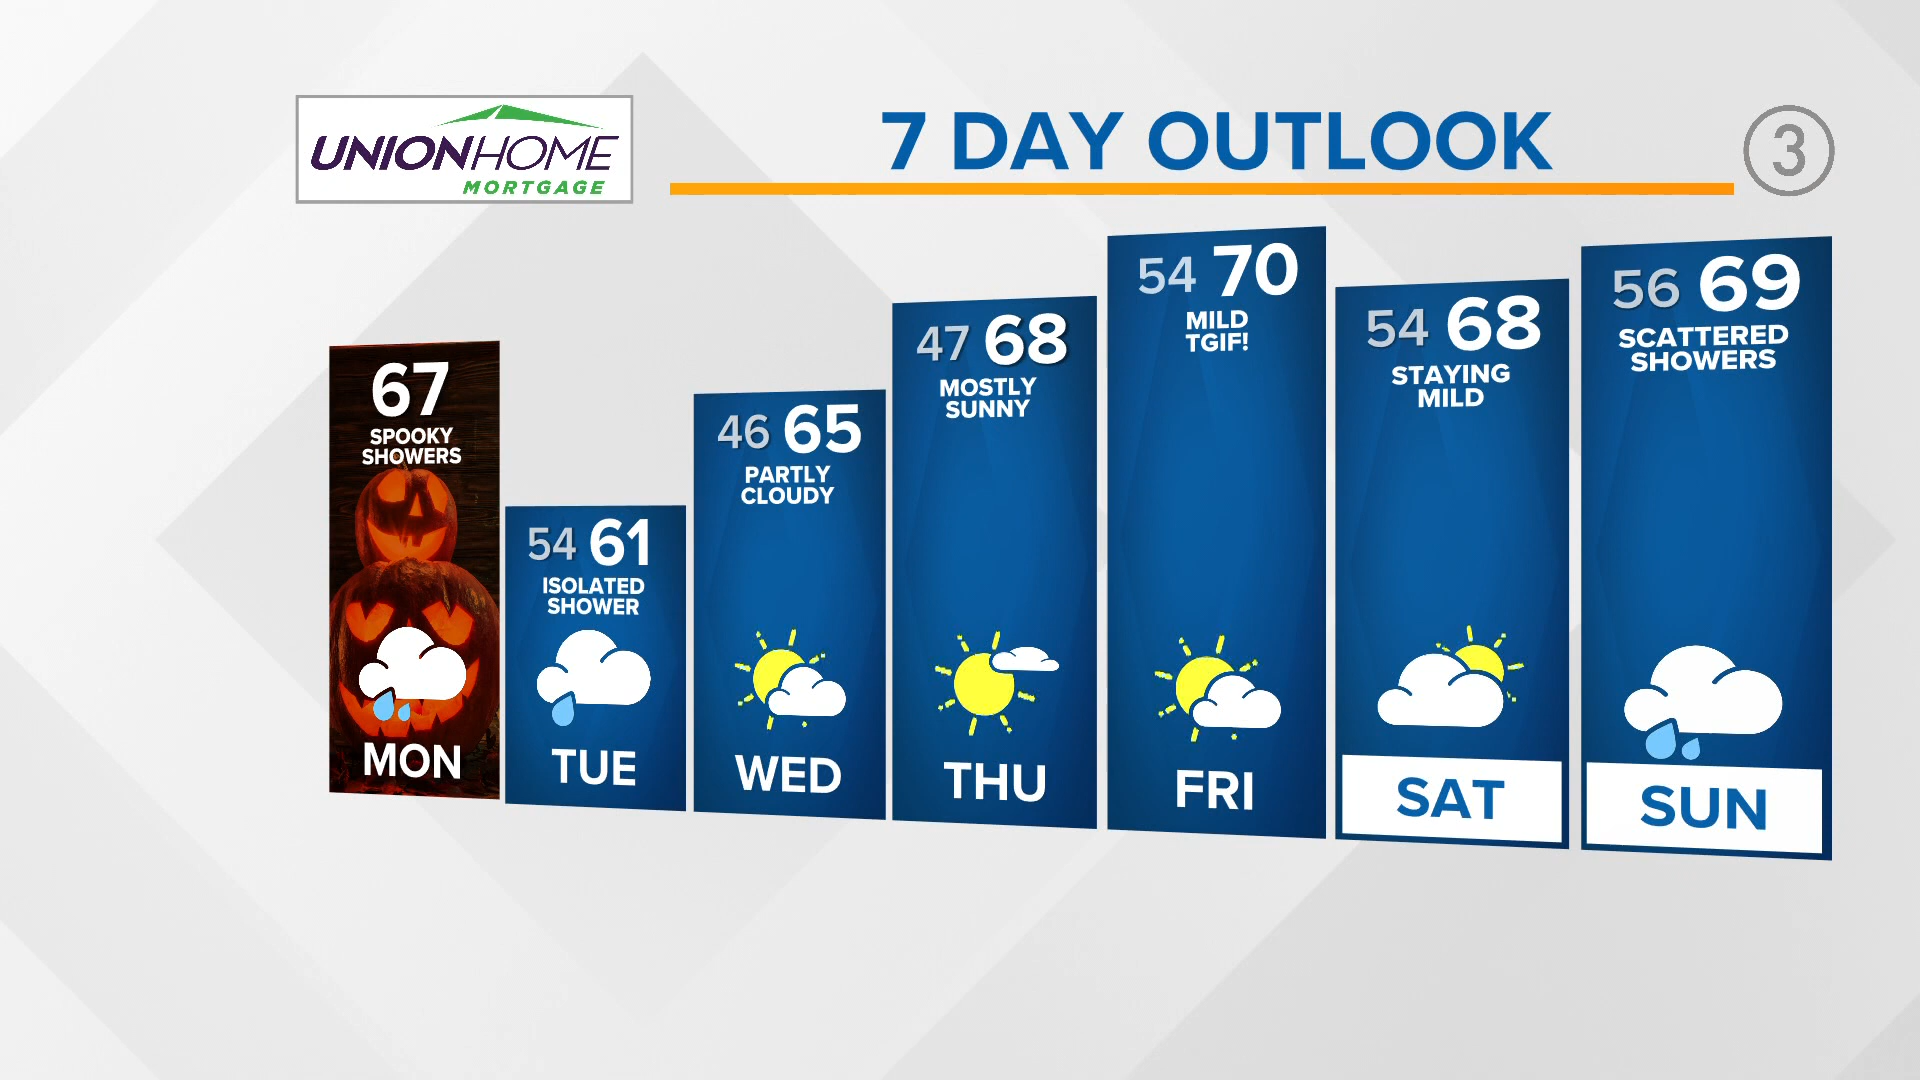 UNIONHOME
MORTGAGE
7 DAY OUTLOOK
3
67
SPOOKY
SHOWERS
MON
54 61
ISOLATED
SHOWER
TUE
46 65
PARTLY
CLOUDY
WED
47 68
MOSTLY
SUNNY
THU
54 70
MILD
TGIF!
FRI
54 68
STAYING
MILD
SAT
56 69
SCATTERED
SHOWERS
SUN